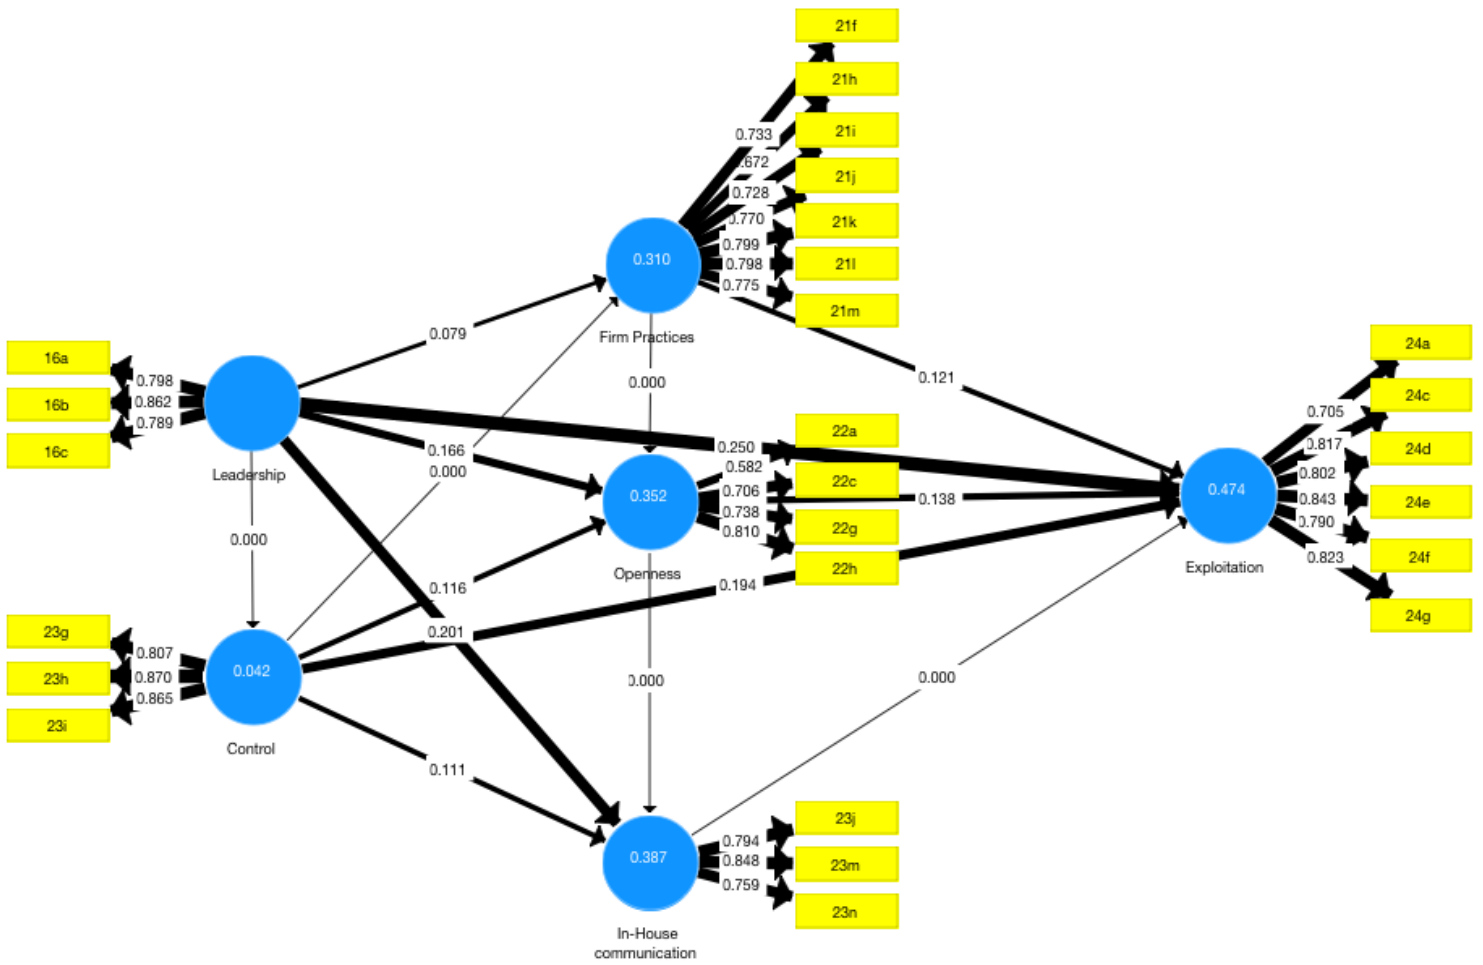 21f
21h
0.733
21i
.672
21j
0.728
0.770
21k
0.799
0.310
0.798
21l
0.775
21m
Firm Practices
0.079
0.000
0.121
16a
0.798
16b
0.862
0.789
16c
Leadership
24a
24c
0.705
0.817
24d
0.802
0.843
24e
0.790
24f
0.823
24g
0.474
Exploitation
22a
0.250
0.582
22c
0.706
0.738
22g
0.810
22h
0.166
0.000
0.352
Openness
0.138
0.000
0.116
0.194
0.201
23g
0.807
23h
0.870
0.865
23i
0.042
Control
0.000
0.000
0.111
23j
0.794
0.848
23m
0.759
23n
0.387
In-House
communication